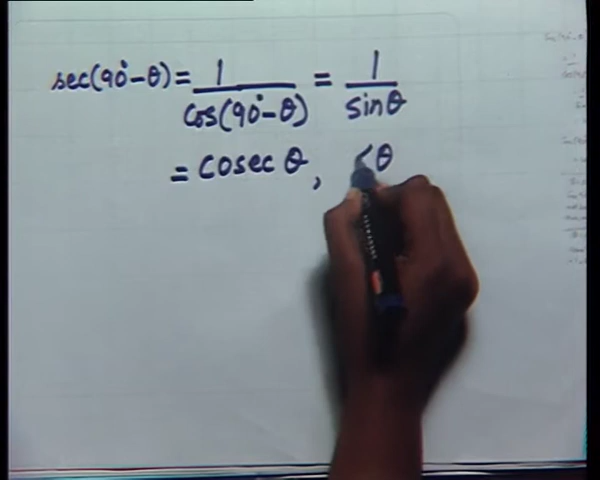 sec(90°-θ) = 1/cos(90°-θ) = 1/sinθ
= cosec θ, <θ